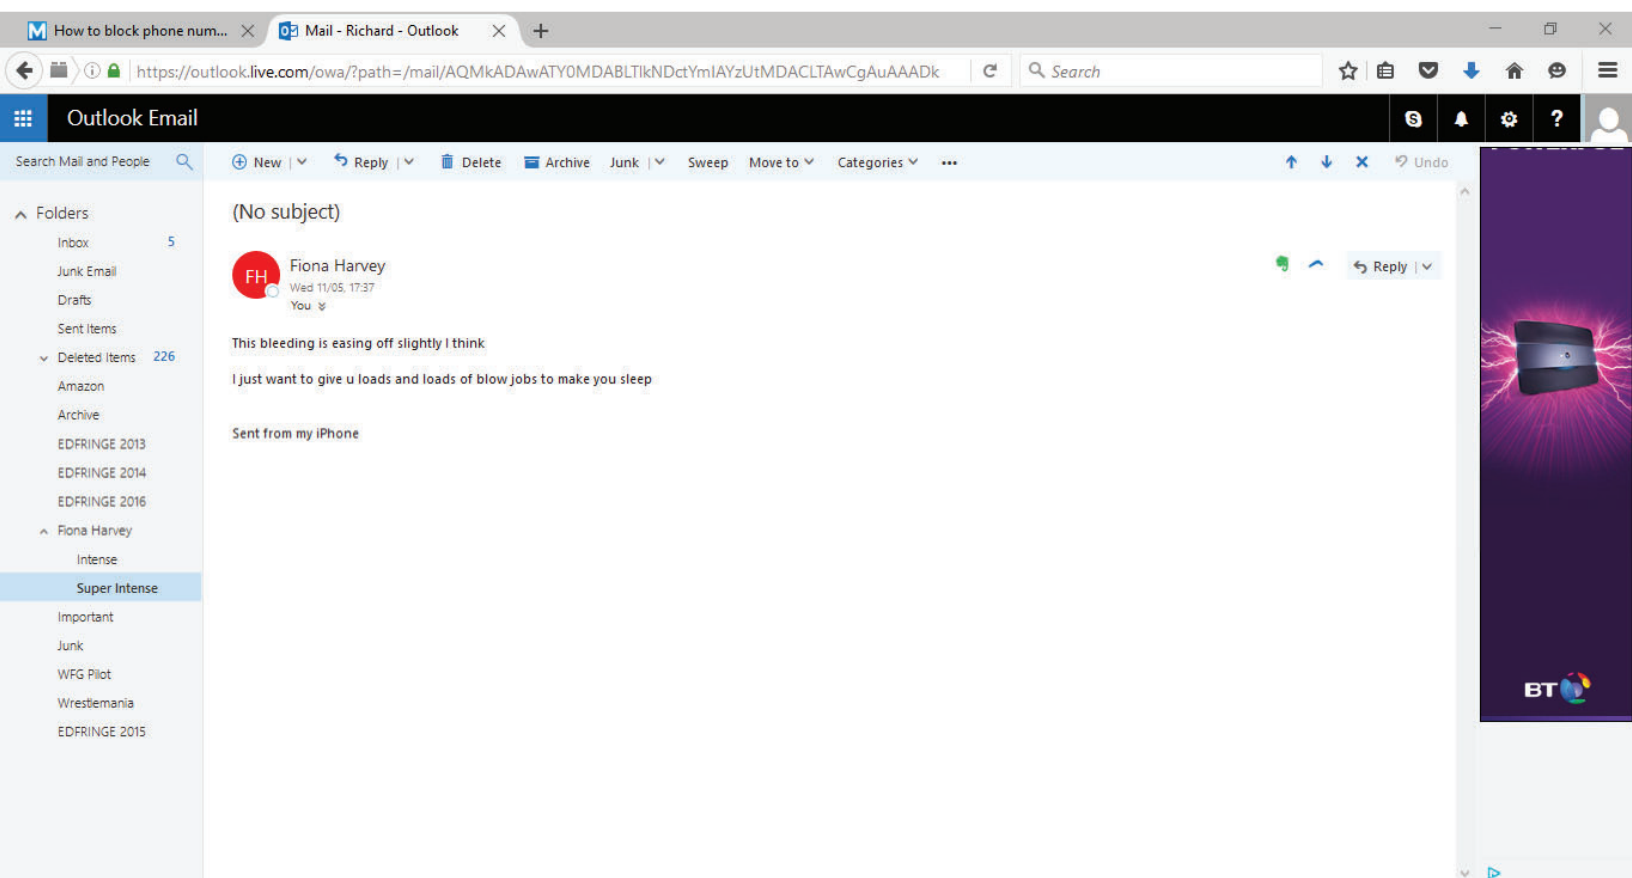 How to block phone num...
Mail - Richard - Outlook
https://outlook.live.com/owa/?path=/mail/AQMkADAwATY0MDABLTlkNDctYmIAYzUtMDACLTAwCgAuAAADk
Search
Outlook Email
Search Mail and People
New
Reply
Delete
Archive
Junk
Sweep
Move to
Categories
Undo
Folders
Inbox 5
Junk Email
Drafts
Sent Items
Deleted Items 226
Amazon
Archive
EDFRINGE 2013
EDFRINGE 2014
EDFRINGE 2016
Fiona Harvey
Intense
Super Intense
Important
Junk
WFG Pilot
Wrestlemania
EDFRINGE 2015
(No subject)
FH
Fiona Harvey
Wed 11/05, 17:37
You
Reply
This bleeding is easing off slightly I think
I just want to give u loads and loads of blow jobs to make you sleep
Sent from my iPhone
BT